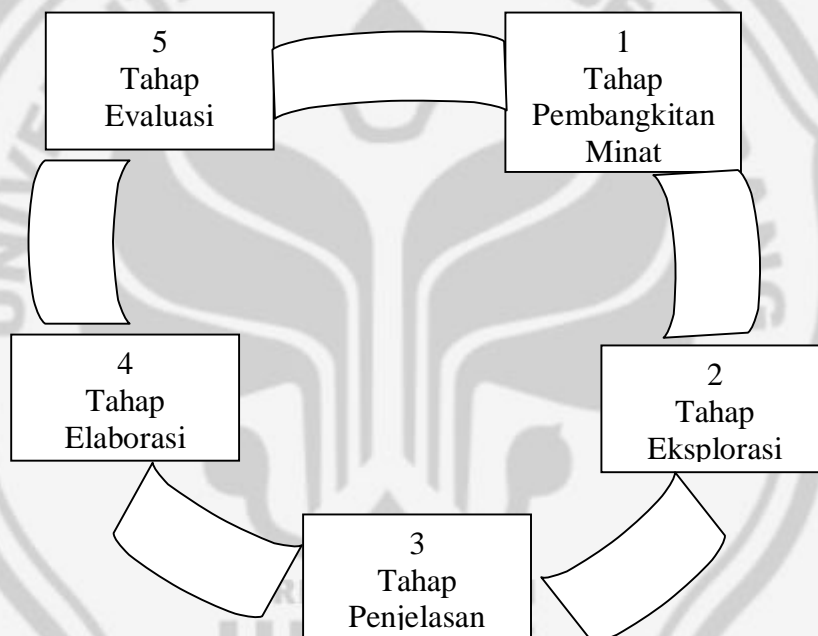 5
Tahap
Evaluasi
1
Tahap
Pembangkitan
Minat
4
Tahap
Elaborasi
2
Tahap
Eksplorasi
3
Tahap
Penjelasan